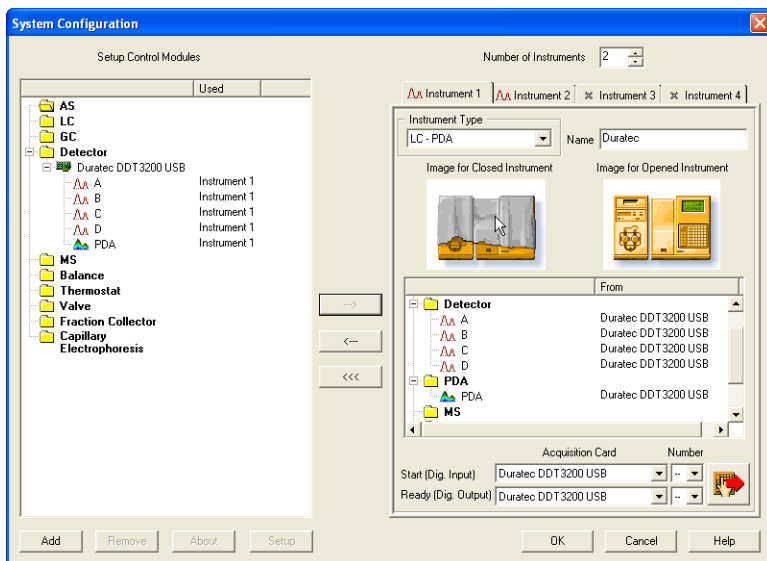 System Configuration
Setup Control Modules
Number of Instruments 2
Used
AS
LC
GC
Detector
Duratec DDT3200 USB
A Instrument 1
B Instrument 1
C Instrument 1
D Instrument 1
PDA Instrument 1
MS
Balance
Thermostat
Valve
Fraction Collector
Capillary
Electrophoresis
--->
<---
<<<
Instrument 1 Instrument 2 Instrument 3 Instrument 4
Instrument Type
LC - PDA Name Duratec
Image for Closed Instrument Image for Opened Instrument
From
Detector
A Duratec DDT3200 USB
B Duratec DDT3200 USB
C Duratec DDT3200 USB
D Duratec DDT3200 USB
PDA
PDA Duratec DDT3200 USB
MS
Acquisition Card Number
Start (Dig. Input) Duratec DDT3200 USB --
Ready (Dig. Output) Duratec DDT3200 USB --
Add Remove About Setup OK Cancel Help